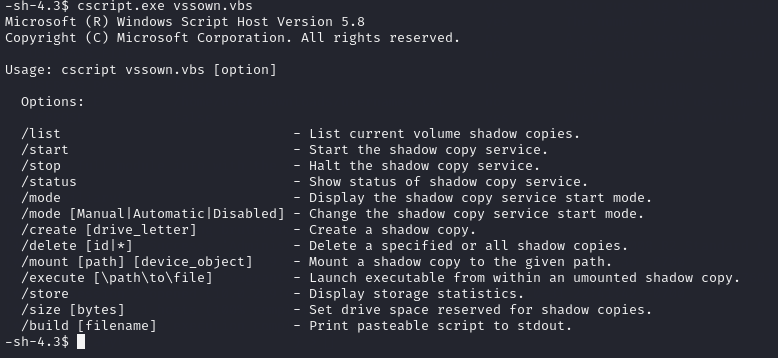 -sh-4.3$ cscript.exe vssown.vbs
Microsoft (R) Windows Script Host Version 5.8
Copyright (C) Microsoft Corporation. All rights reserved.
Usage: cscript vssown.vbs [option]
Options:
/list - List current volume shadow copies.
/start - Start the shadow copy service.
/stop - Halt the shadow copy service.
/status - Show status of shadow copy service.
/mode - Display the shadow copy service start mode.
/mode [Manual|Automatic|Disabled] - Change the shadow copy service start mode.
/create [drive_letter] - Create a shadow copy.
/delete [id|*] - Delete a specified or all shadow copies.
/mount [path] [device_object] - Mount a shadow copy to the given path.
/execute [\path\to\file] - Launch executable from within an umounted shadow copy.
/store - Display storage statistics.
/size [bytes] - Set drive space reserved for shadow copies.
/build [filename] - Print pasteable script to stdout.
-sh-4.3$